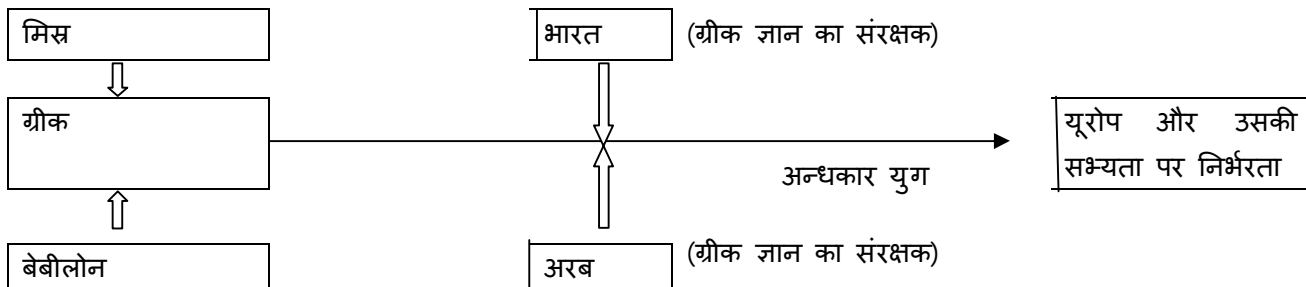 मिस्र
भारत (ग्रीक ज्ञान का संरक्षक)
ग्रीक
यूरोप और उसकी
सभ्यता पर निर्भरता
अन्धकार युग
बेबीलोन
अरब (ग्रीक ज्ञान का संरक्षक)